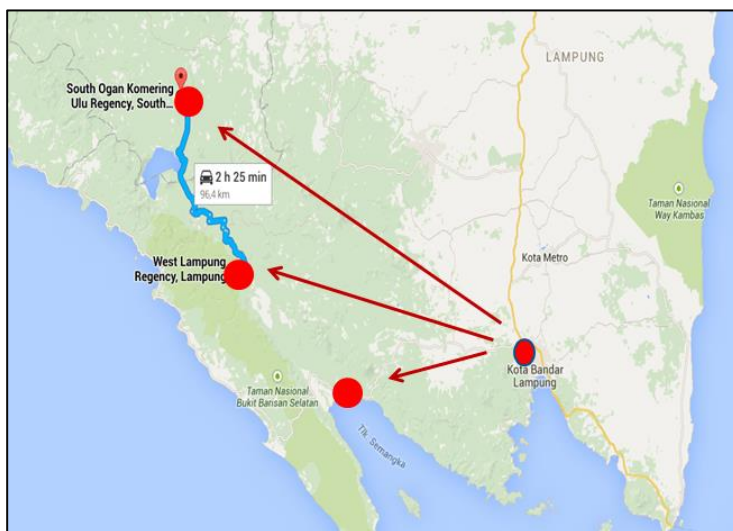 LAMPUNG
South Ogan Komering
Ulu Regency, South...
2 h 25 min
96,4 km
Taman Nasional
Way Kambas
West Lampung
Regency, Lampung
Kota Metro
Kota Bandar
Lampung
Taman Nasional
Bukit Barisan Selatan
Tlk. Semangka